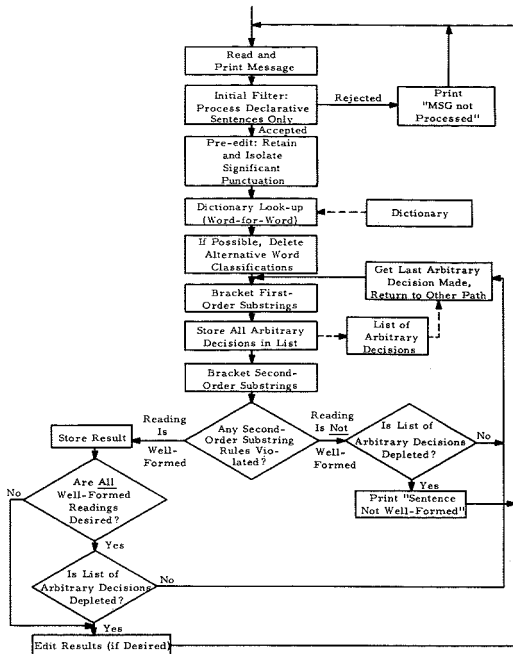 Read and
Print Message
Initial Filter:
Process Declarative
Sentences Only
Rejected
Print
"MSG not
Processed"
Accepted
Pre-edit: Retain
and Isolate
Significant
Punctuation
Dictionary Look-up
(Word-for-Word)
Dictionary
If Possible, Delete
Alternative Word
Classifications
Get Last Arbitrary
Decision Made,
Return to Other Path
Bracket First-
Order Substrings
Store All Arbitrary
Decisions in List
List of
Arbitrary
Decisions
Bracket Second-
Order Substrings
Reading
Is
Well-
Formed
Any Second-
Order Substring
Rules Vio-
lated?
Reading
Is Not
Well-
Formed
Is List of
Arbitrary Decisions
Depleted?
No
Yes
Print "Sentence
Not Well-Formed"
Store Result
Are All
Well-Formed
Readings
Desired?
No
Yes
Is List of
Arbitrary Decisions
Depleted?
No
Yes
Edit Results (if Desired)